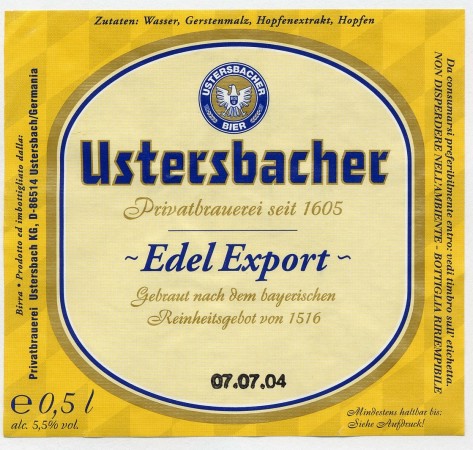 Zutaten: Wasser, Gerstenmalz, Hopfenextrakt, Hopfen
USTERSBACHER
BIER
Ustersbacher
Privatbrauerei seit 1605
~ Edel Export ~
Gebraut nach dem bayerischen
Reinheitsgebot von 1516
07.07.04
Birra • Prodotto ed imbottigliato dalla:
Privatbrauerei Ustersbach KG, D-86514 Ustersbach/Germania
Da consumarsi preferibilmente entro: vedi timbro sull' etichetta.
NON DISPERDERE NELL'AMBIENTE - BOTTIGLIA RIRIEMPIBILE
e 0,5 l
alc. 5,5% vol.
Mindestens haltbar bis:
Siehe Aufdruck!